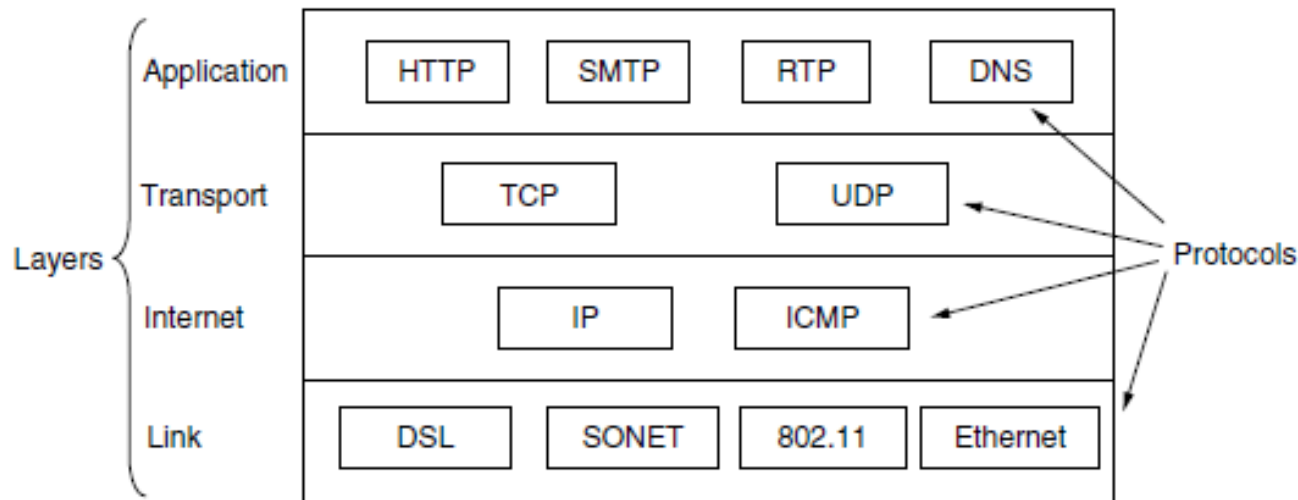 Application HTTP SMTP RTP DNS
Transport TCP UDP
Layers Protocols
Internet IP ICMP
Link DSL SONET 802.11 Ethernet